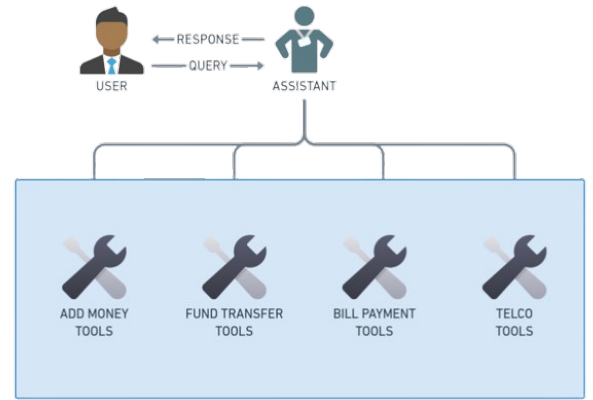 RESPONSE
QUERY
USER
ASSISTANT
ADD MONEY
TOOLS
FUND TRANSFER
TOOLS
BILL PAYMENT
TOOLS
TELCO
TOOLS